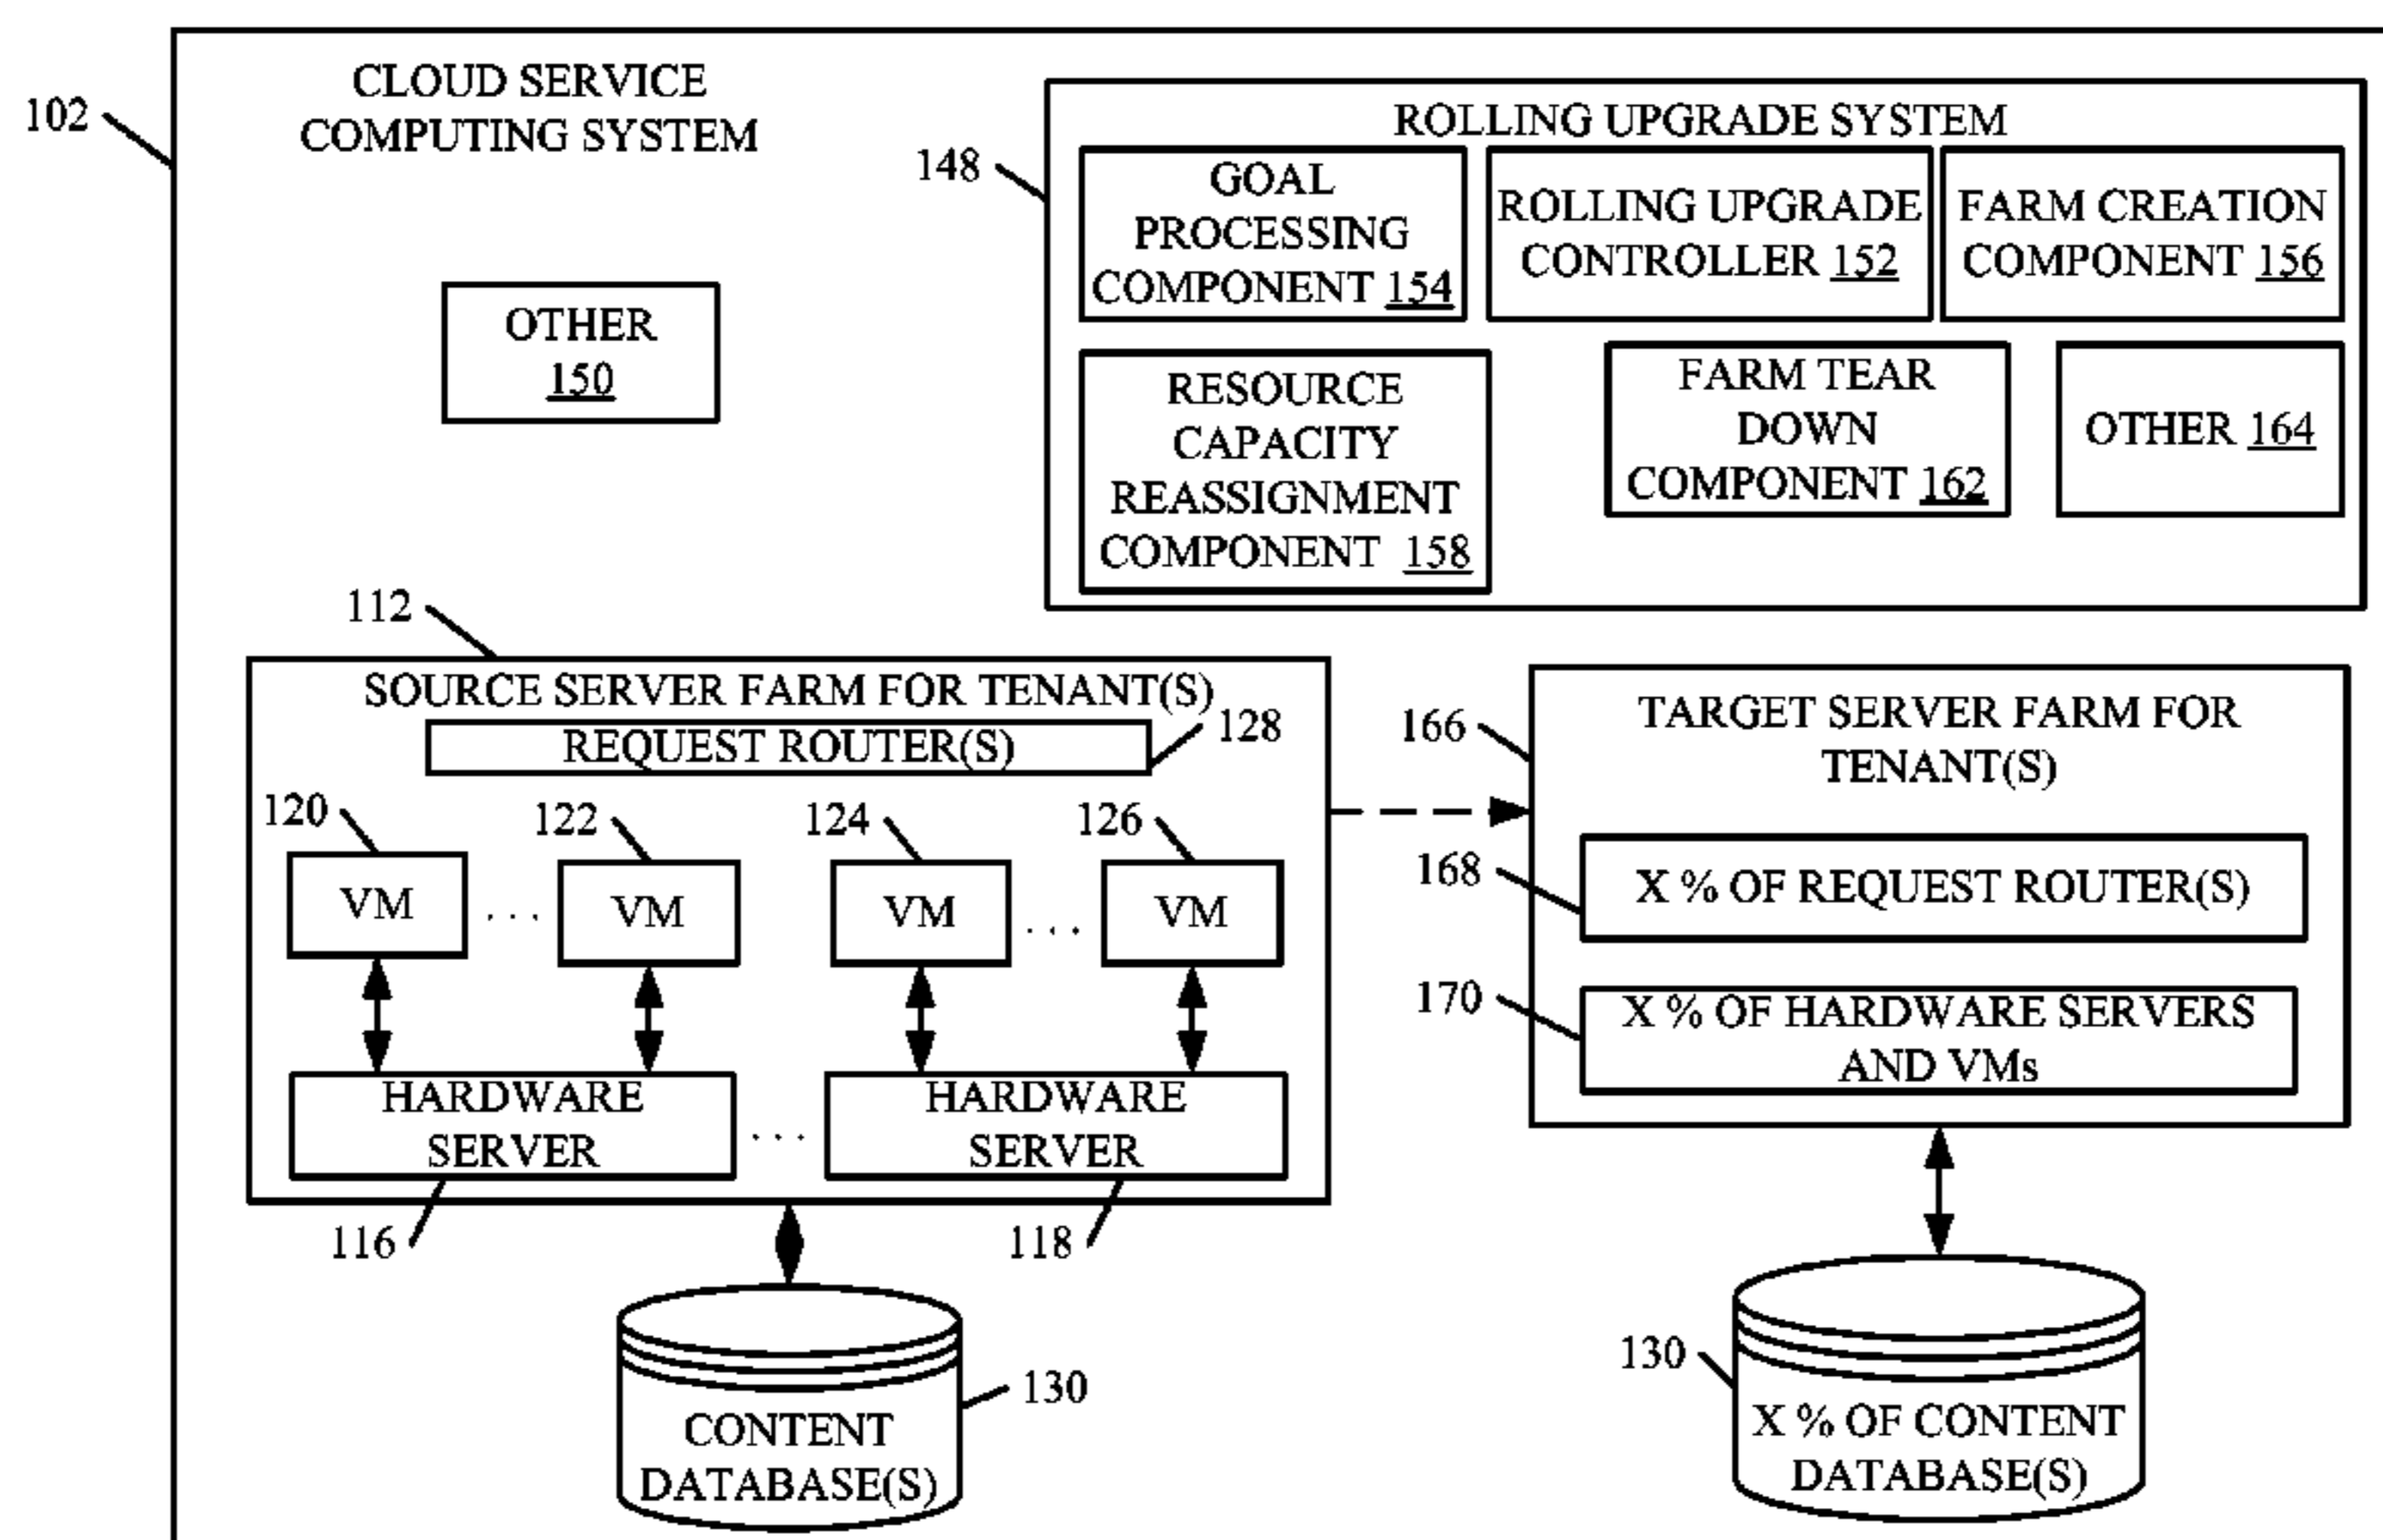 CLOUD SERVICE
COMPUTING SYSTEM
102
ROLLING UPGRADE SYSTEM
148
GOAL
PROCESSING
COMPONENT 154
ROLLING UPGRADE
CONTROLLER 152
FARM CREATION
COMPONENT 156
OTHER
150
RESOURCE
CAPACITY
REASSIGNMENT
COMPONENT 158
FARM TEAR
DOWN
COMPONENT 162
OTHER 164
112
SOURCE SERVER FARM FOR TENANT(S)
REQUEST ROUTER(S)
128
120
122
124
126
VM
. . .
VM
VM
. . .
VM
HARDWARE
SERVER
. . .
HARDWARE
SERVER
116
118
CONTENT
DATABASE(S)
130
166
TARGET SERVER FARM FOR
TENANT(S)
168
X % OF REQUEST ROUTER(S)
170
X % OF HARDWARE SERVERS
AND VMs
130
X % OF CONTENT
DATABASE(S)